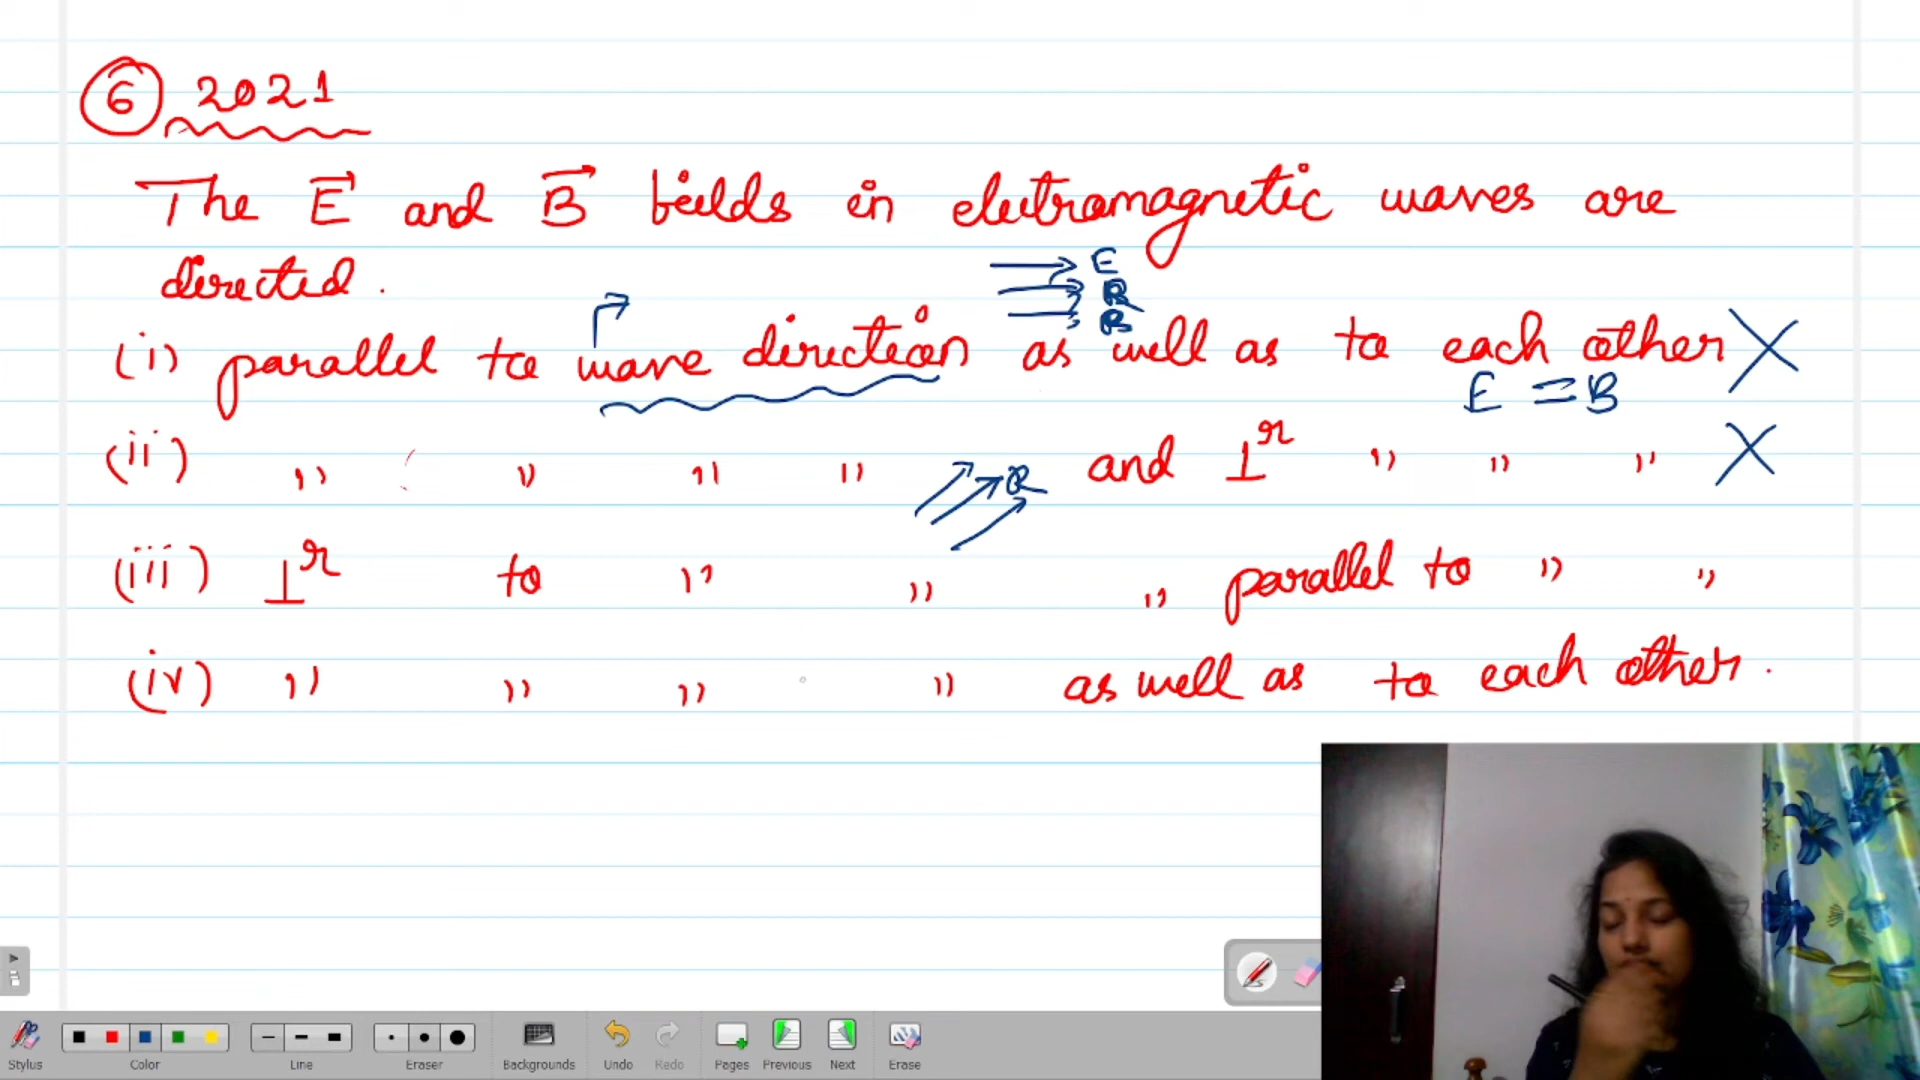 6 2021
The E and B fields in electromagnetic waves are
directed.
E
R
R
(i) parallel to wave direction as well as to each other
E = B
(ii) " " " " and ⊥r " " "
R
(iii) ⊥r to " " " parallel to " "
(iv) " " " " as well as to each other.
Stylus Color Line Eraser Backgrounds Undo Redo Pages Previous Next Erase